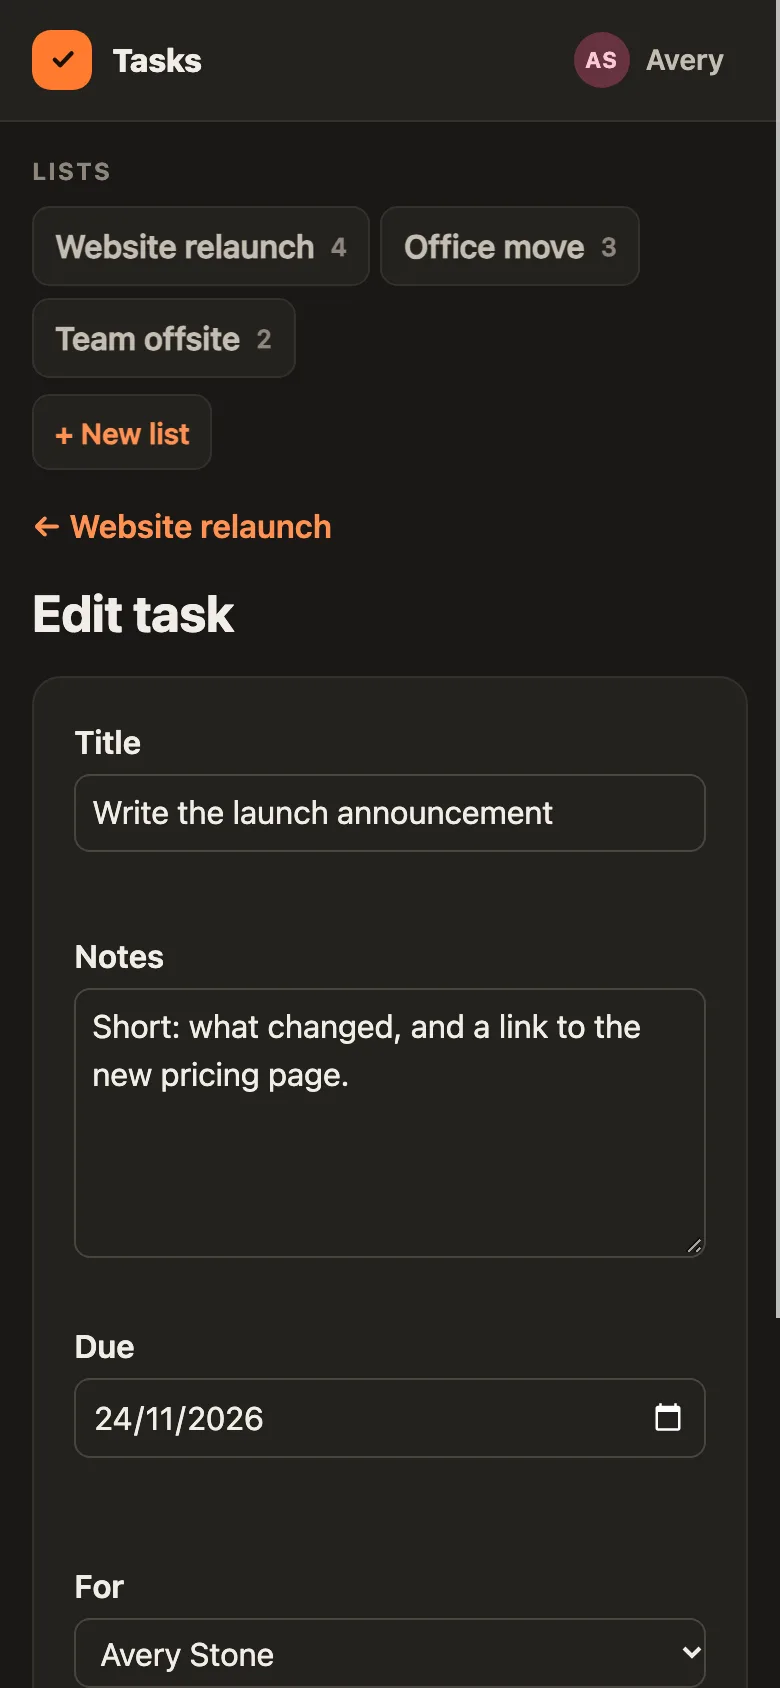 Tasks
AS Avery
LISTS
Website relaunch 4
Office move 3
Team offsite 2
+ New list
← Website relaunch
Edit task
Title
Write the launch announcement
Notes
Short: what changed, and a link to the
new pricing page.
Due
24/11/2026
For
Avery Stone